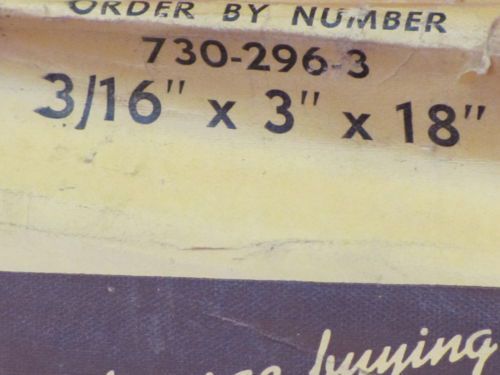 ORDER BY NUMBER
730-296-3
3/16" x 3" x 18"
buying